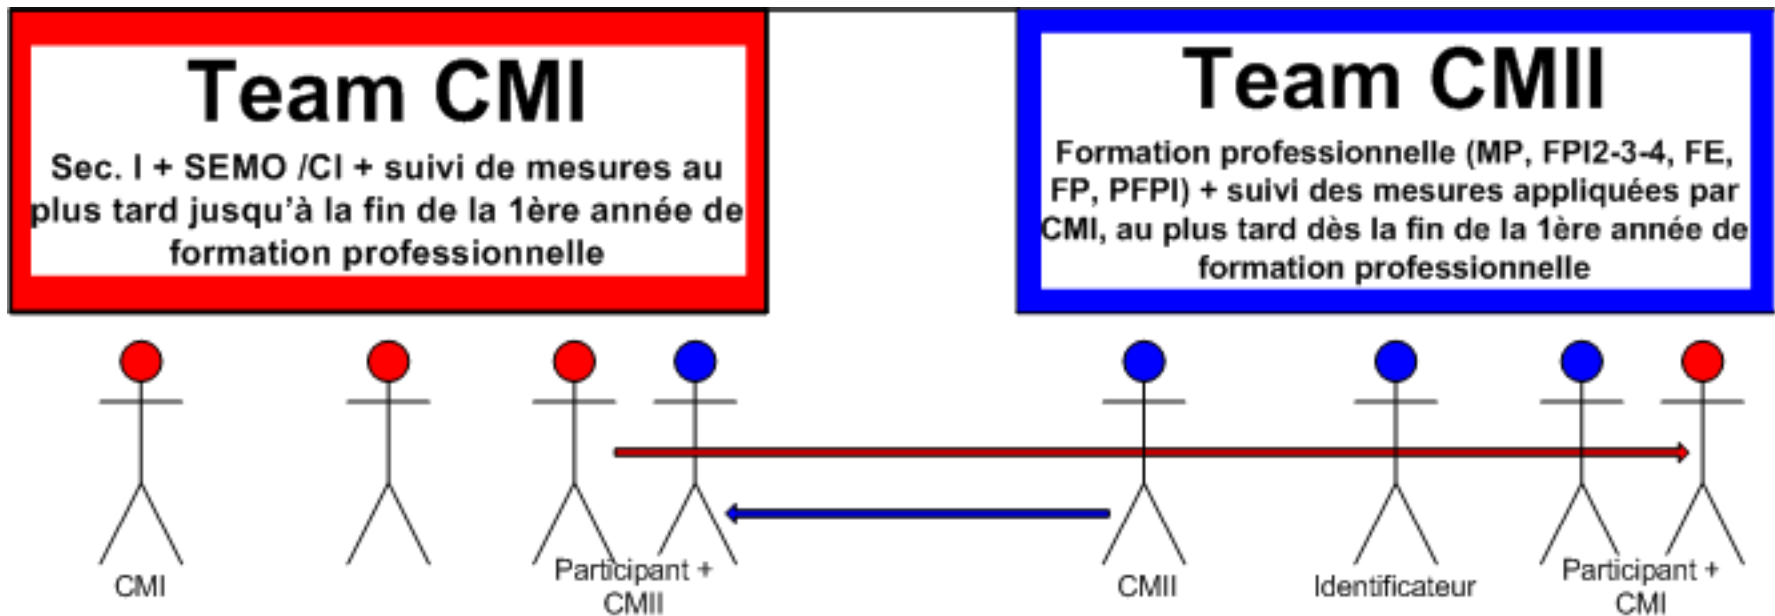 Team CMI
Sec. I + SEMO /CI + suivi de mesures au
plus tard jusqu'à la fin de la 1ère année de
formation professionnelle
Team CMII
Formation professionnelle (MP, FPI2-3-4, FE,
FP, PFPI) + suivi des mesures appliquées par
CMI, au plus tard dès la fin de la 1ère année de
formation professionnelle
CMI
Participant +
CMII
CMII
Identificateur
Participant +
CMI